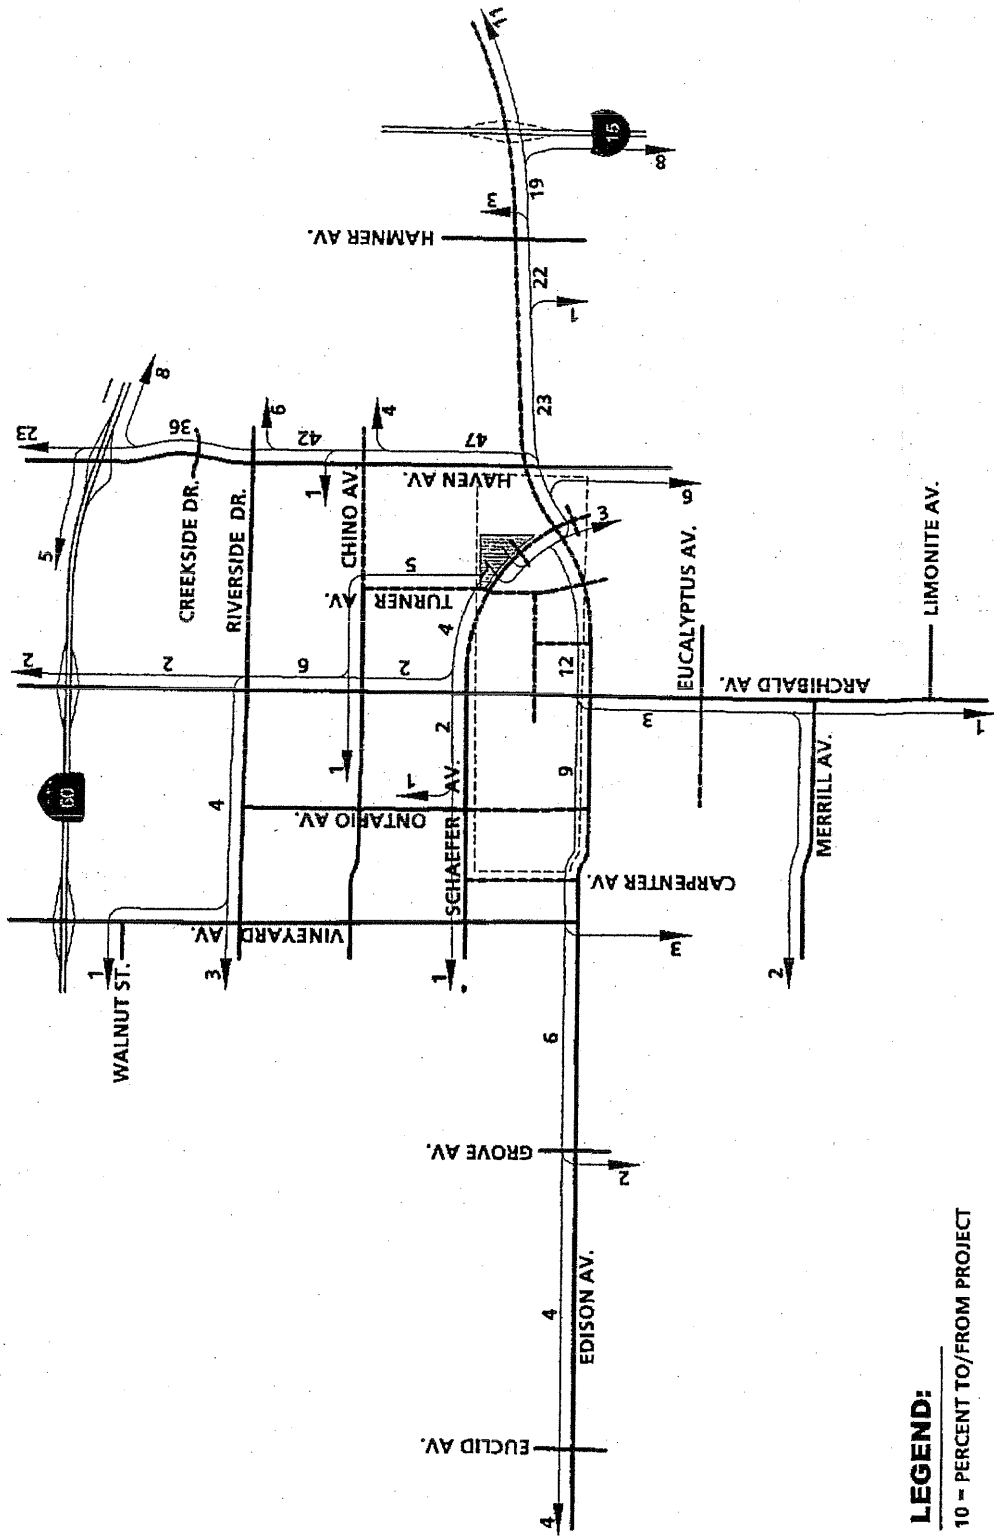 11
15
8
19
3
HAMNER AV.
22
1
23
8
23
36
6
42
4
47
1
HAVEN AV.
6
5
CREEKSIDE DR.
RIVERSIDE DR.
CHINO AV.
5
TURNER AV.
3
EUCALYPTUS AV.
LIMONITE AV.
2
2
6
2
4
12
ARCHIBALD AV.
3
1
60
4
1
2
1
ONTARIO AV.
SCHAEFER AV.
9
MERRILL AV.
CARPENTER AV.
VINEYARD AV.
1
3
1
3
2
WALNUT ST.
6
GROVE AV.
2
4
EDISON AV.
EUCLID AV.
4
LEGEND:
10 = PERCENT TO/FROM PROJECT